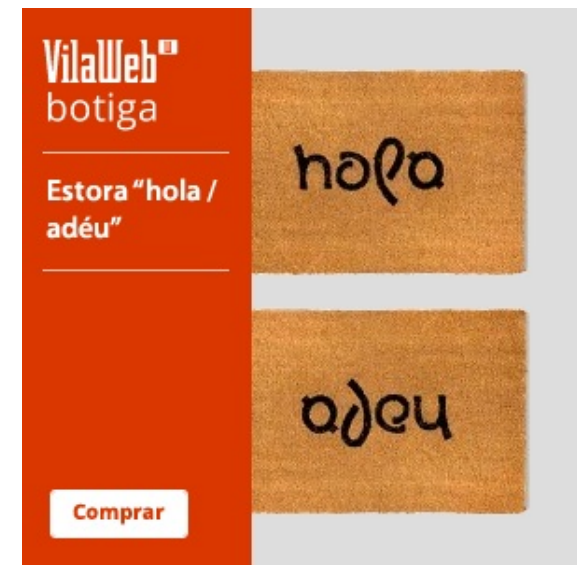 VilaWeb
botiga
Estora “hola /
adéu”
Comprar
hola
adeu